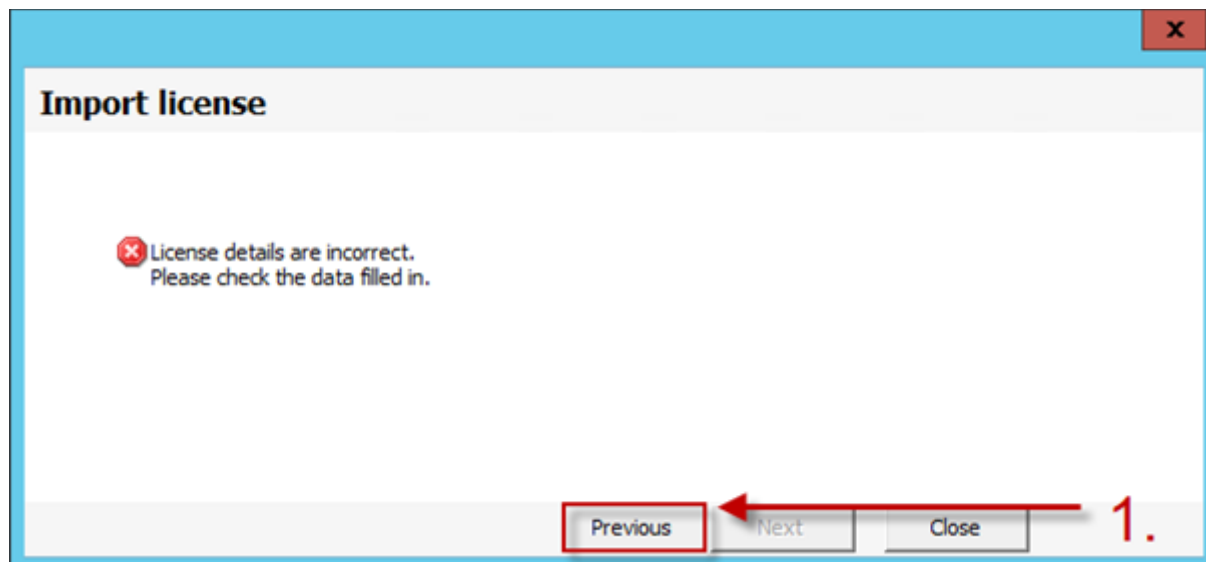 x
Import license
License details are incorrect.
Please check the data filled in.
Previous Next Close 1.